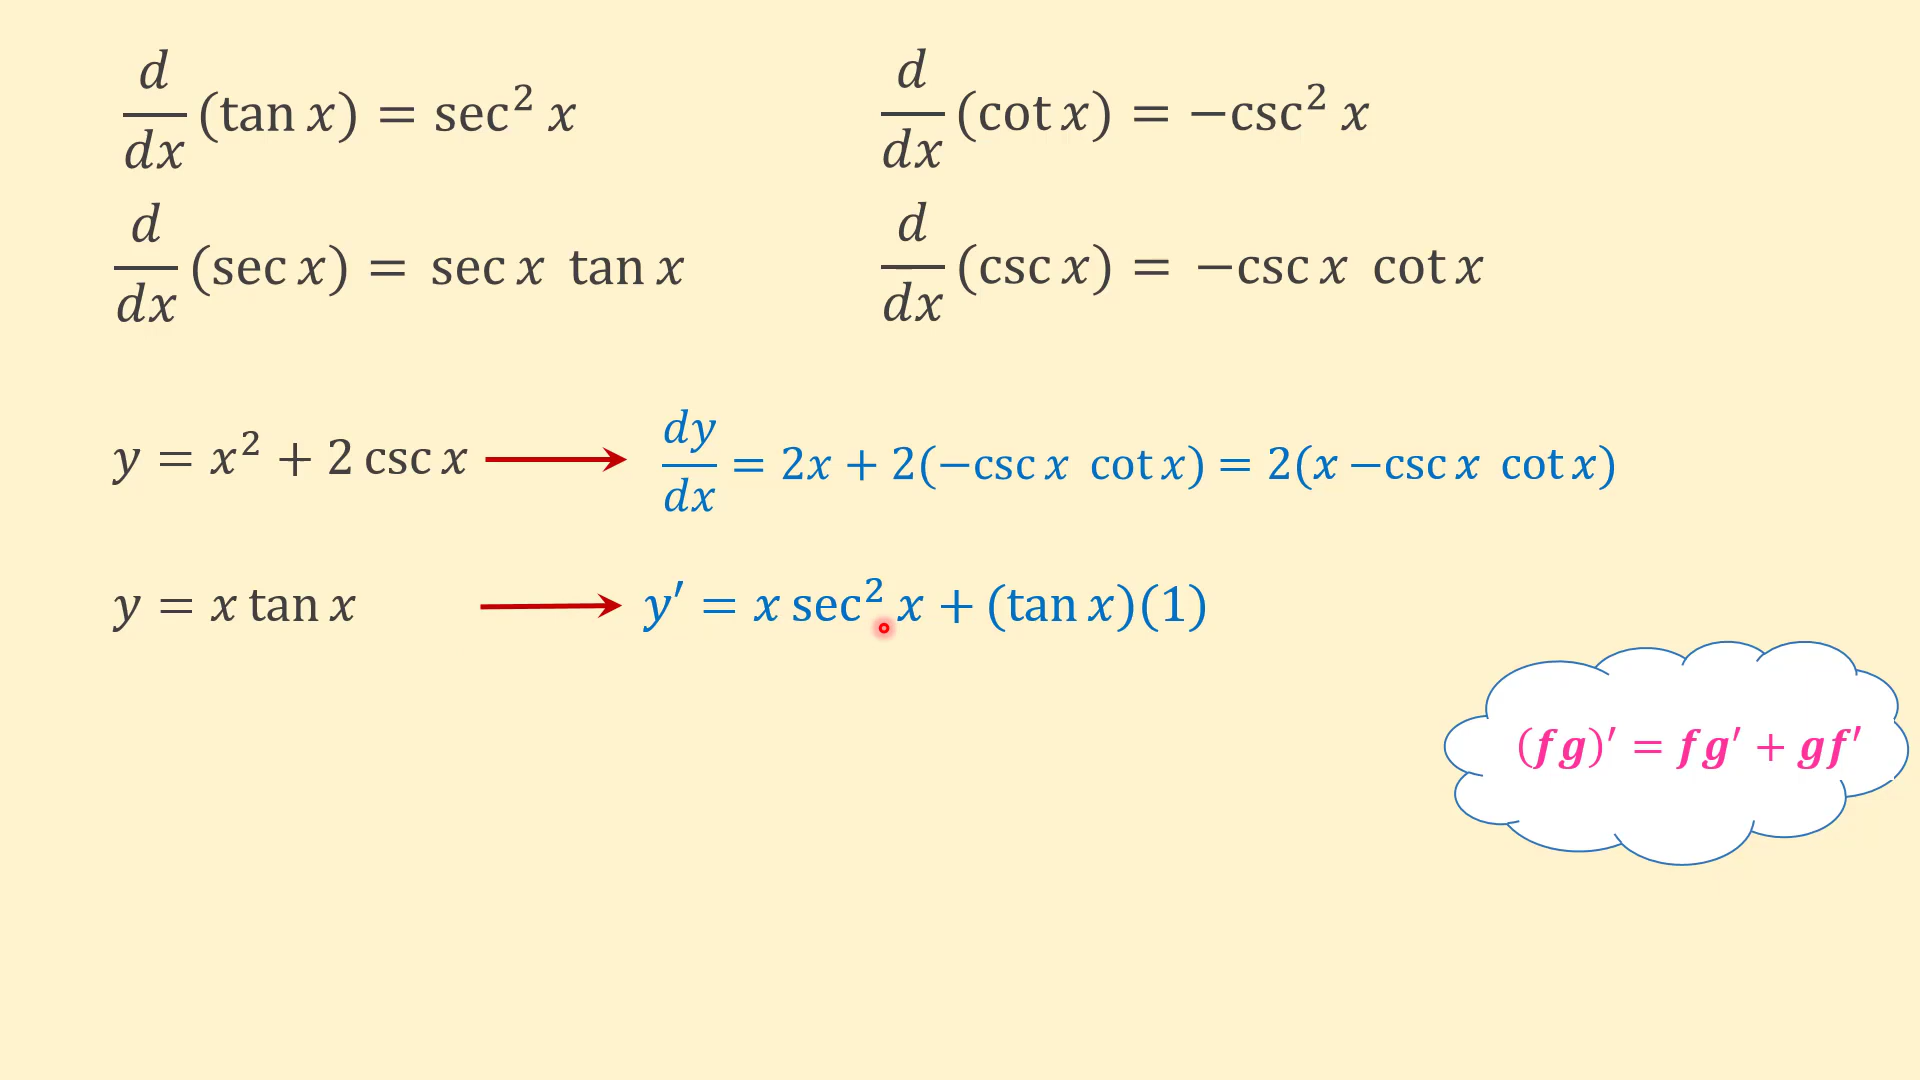 d/dx (tan x) = sec² x
d/dx (cot x) = −csc² x
d/dx (sec x) = sec x tan x
d/dx (csc x) = −csc x cot x
y = x² + 2 csc x → dy/dx = 2x + 2(−csc x cot x) = 2(x −csc x cot x)
y = x tan x → y′ = x sec² x + (tan x)(1)
(fg)′ = fg′ + gf′